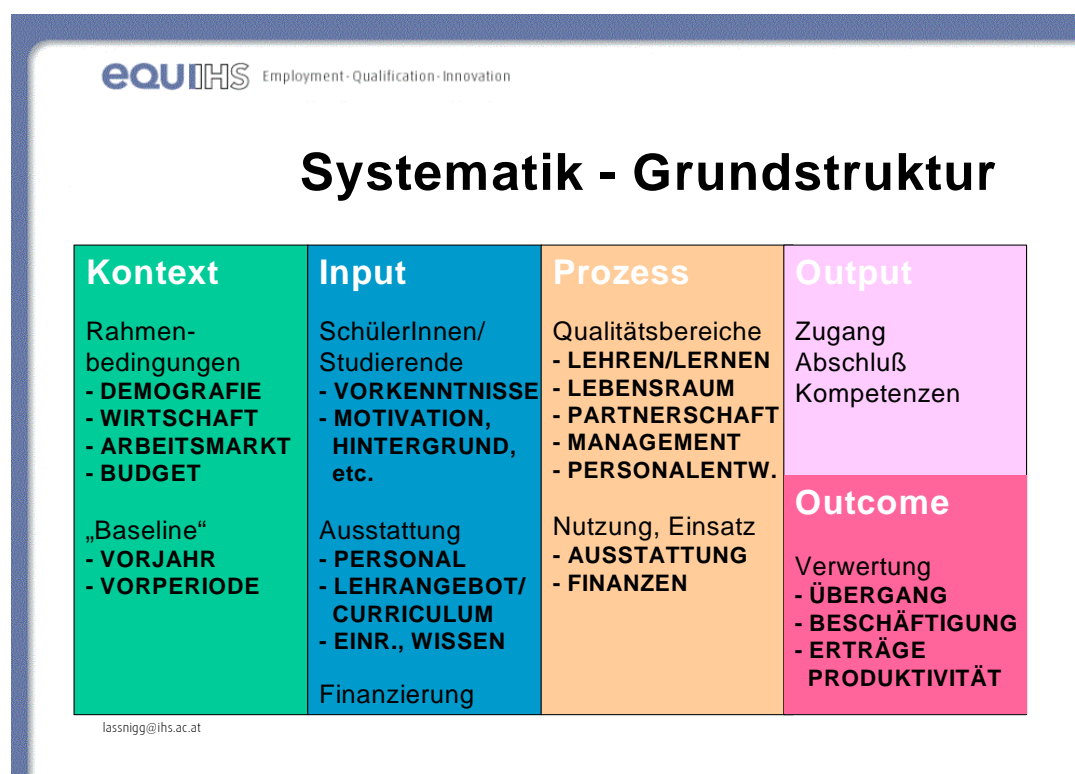 equiIHS Employment-Qualification-Innovation
Systematik - Grundstruktur
Kontext
Rahmen-
bedingungen
- DEMOGRAFIE
- WIRTSCHAFT
- ARBEITSMARKT
- BUDGET
„Baseline“
- VORJAHR
- VORPERIODE
Input
SchülerInnen/
Studierende
- VORKENNTNISSE
- MOTIVATION,
HINTERGRUND,
etc.
Ausstattung
- PERSONAL
- LEHRANGEBOT/
CURRICULUM
- EINR., WISSEN
Finanzierung
Prozess
Qualitätsbereiche
- LEHREN/LERNEN
- LEBENSRAUM
- PARTNERSCHAFT
- MANAGEMENT
- PERSONALENTW.
Nutzung, Einsatz
- AUSSTATTUNG
- FINANZEN
Output
Zugang
Abschluß
Kompetenzen
Outcome
Verwertung
- ÜBERGANG
- BESCHÄFTIGUNG
- ERTRÄGE
PRODUKTIVITÄT
lassnigg@ihs.ac.at